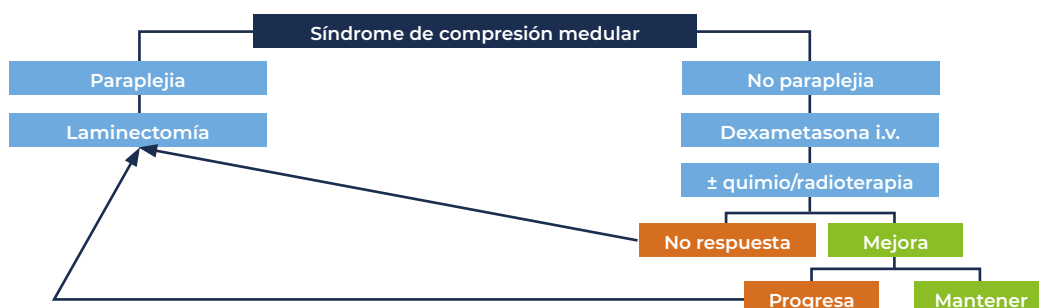 Síndrome de compresión medular
Paraplejia
No paraplejia
Laminectomía
Dexametasona i.v.
± quimio/radioterapia
No respuesta
Mejora
Progresa
Mantener